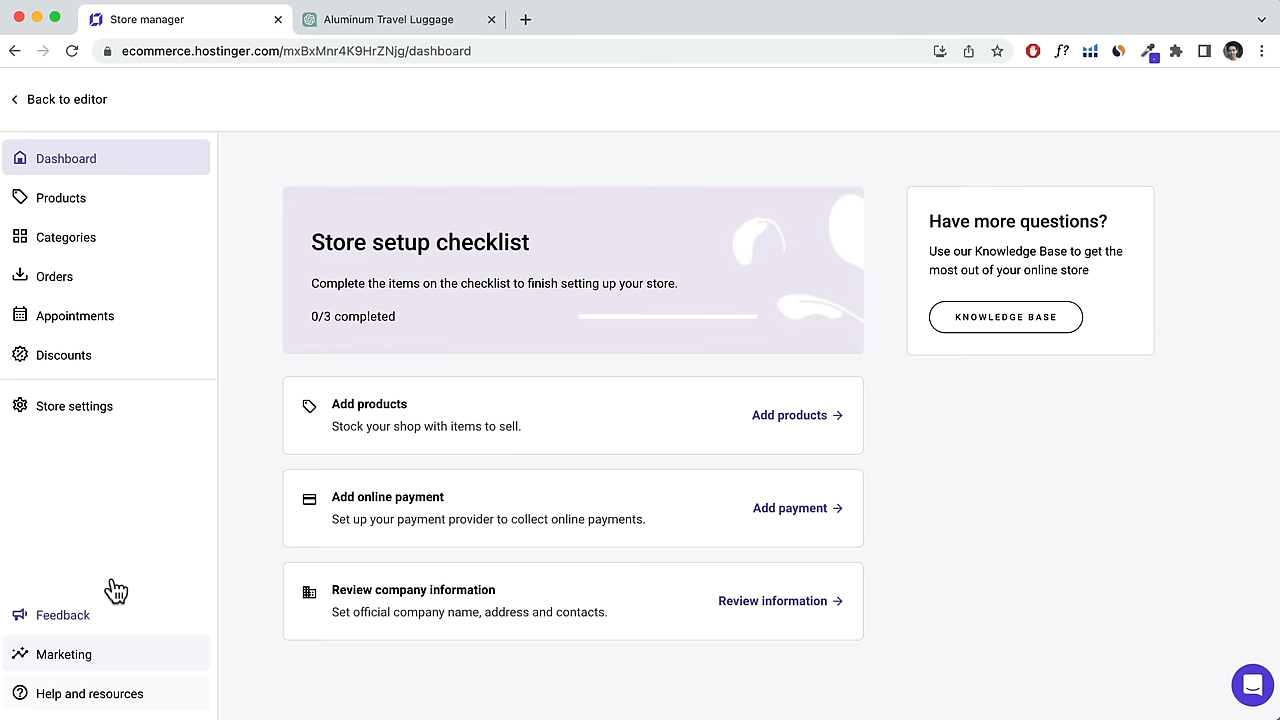 Store manager
Aluminum Travel Luggage
ecommerce.hostinger.com/mxBxMnr4K9HrZNjg/dashboard
f?
Back to editor
Dashboard
Products
Categories
Orders
Appointments
Discounts
Store settings
Feedback
Marketing
Help and resources
Store setup checklist
Complete the items on the checklist to finish setting up your store.
0/3 completed
Add products
Stock your shop with items to sell.
Add products →
Add online payment
Set up your payment provider to collect online payments.
Add payment →
Review company information
Set official company name, address and contacts.
Review information →
Have more questions?
Use our Knowledge Base to get the
most out of your online store
KNOWLEDGE BASE